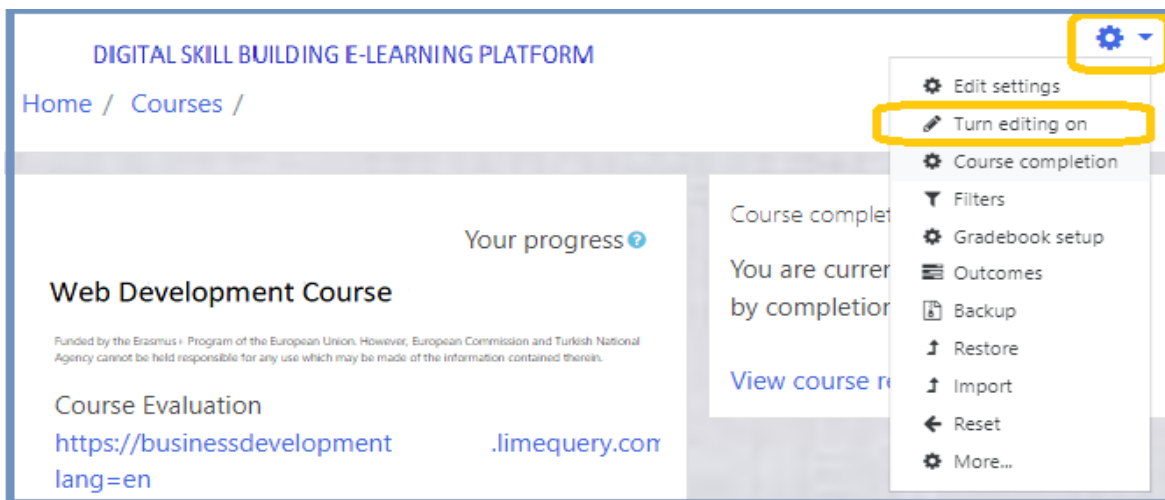 DIGITAL SKILL BUILDING E-LEARNING PLATFORM
Home / Courses /
Edit settings
Turn editing on
Course completion
Filters
Gradebook setup
Outcomes
Backup
Restore
Import
Reset
More...
Your progress
Web Development Course
Funded by the Erasmus+ Program of the European Union. However, European Commission and Turkish National
Agency cannot be held responsible for any use which may be made of the information contained therein.
Course Evaluation
https://businessdevelopment .limequery.com
lang=en
Course complet
You are currer
by completion
View course re